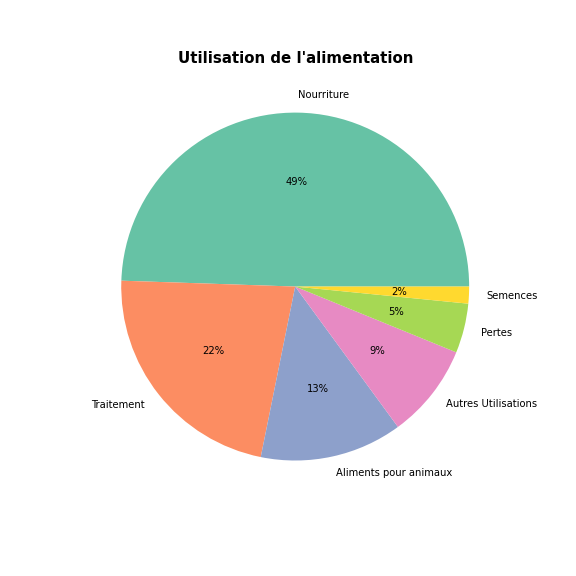 Utilisation de l'alimentation
Nourriture
49%
2%
Semences
5%
Pertes
22%
9%
13%
Traitement
Autres Utilisations
Aliments pour animaux